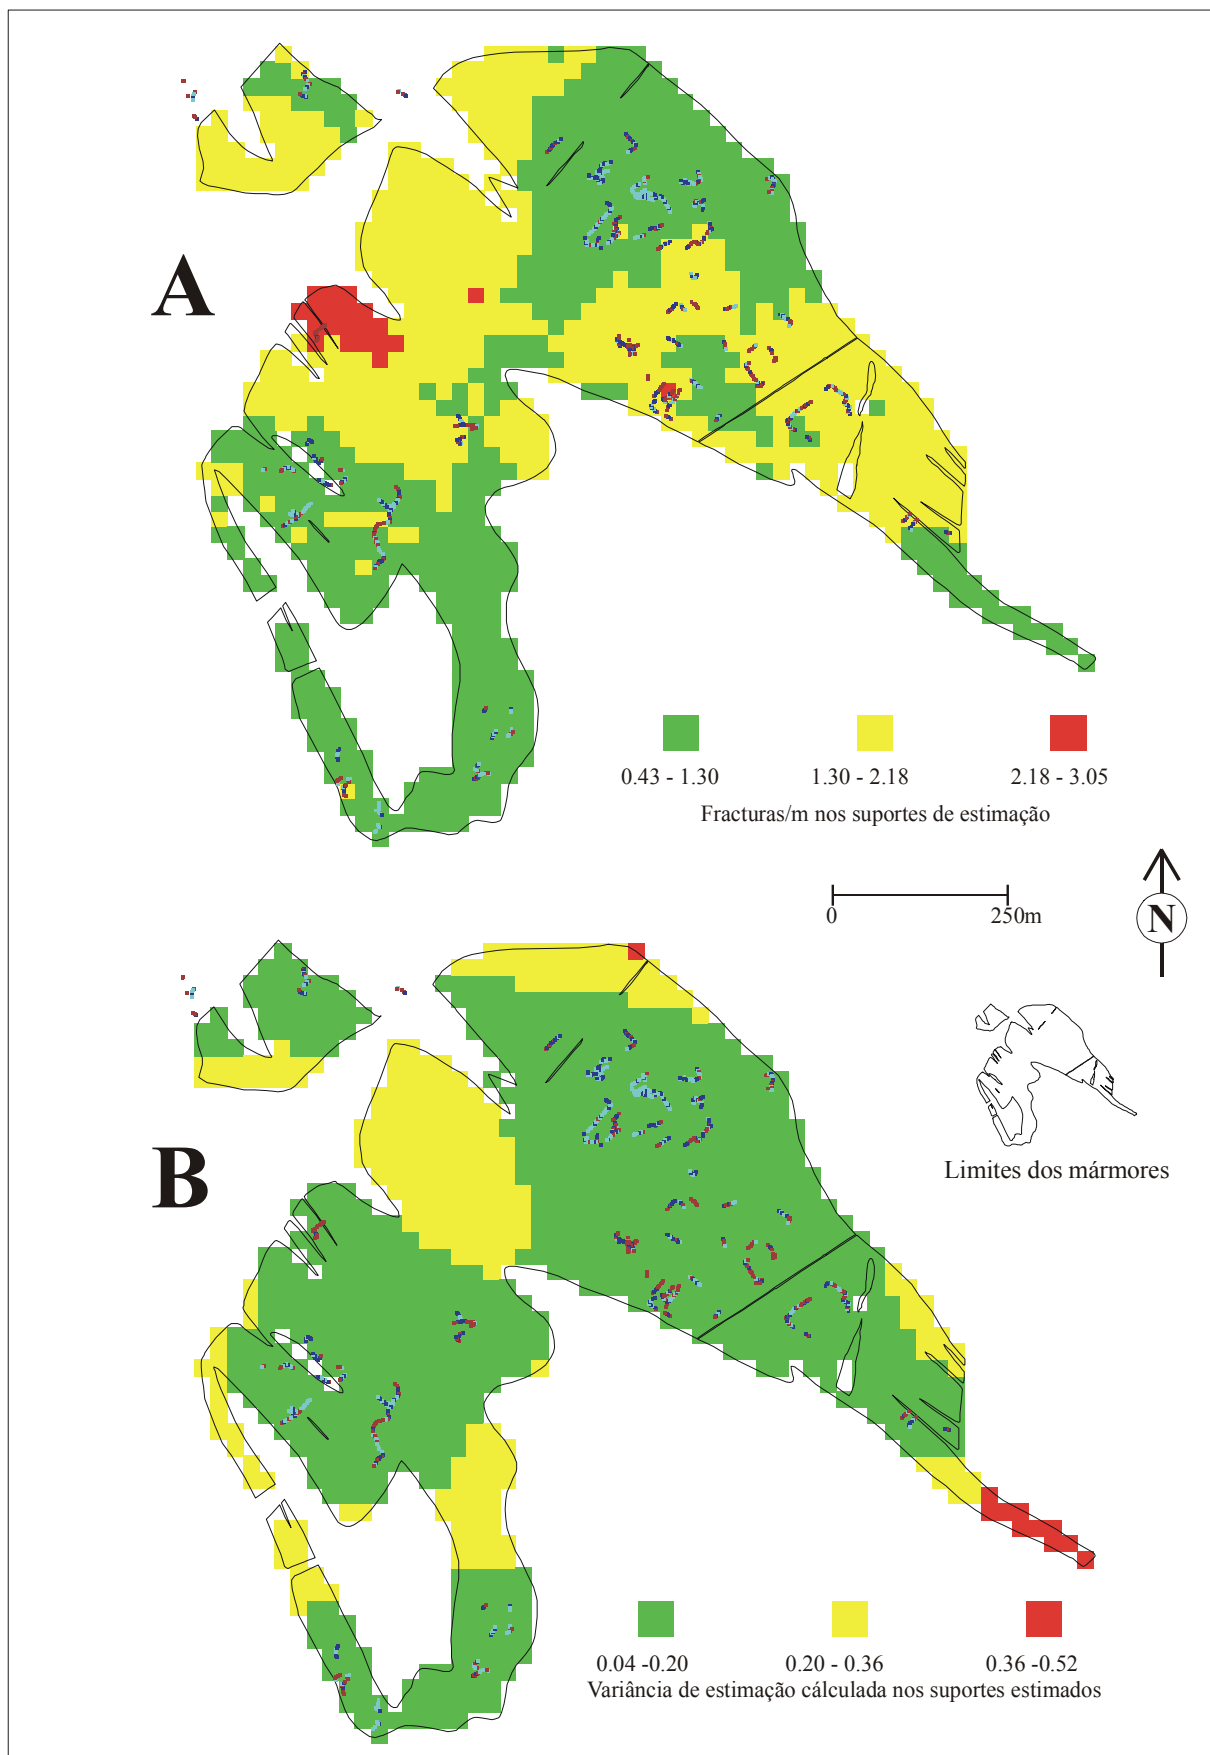 A
0.43 - 1.30 1.30 - 2.18 2.18 - 3.05
Fracturas/m nos suportes de estimação
0 250m
N
Limites dos mármores
B
0.04 -0.20 0.20 - 0.36 0.36 -0.52
Variância de estimação cálculada nos suportes estimados